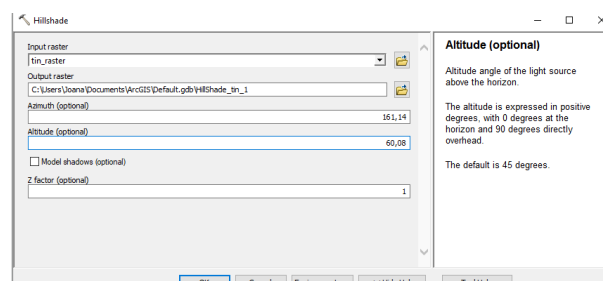 Hillshade
Input raster
tin_raster
Output raster
C:\Users\Joana\Documents\ArcGIS\Default.gdb\HillShade_tin_1
Azimuth (optional)
161,14
Altitude (optional)
60,08
Model shadows (optional)
Z factor (optional)
1
Altitude (optional)
Altitude angle of the light source
above the horizon.
The altitude is expressed in positive
degrees, with 0 degrees at the
horizon and 90 degrees directly
overhead.
The default is 45 degrees.